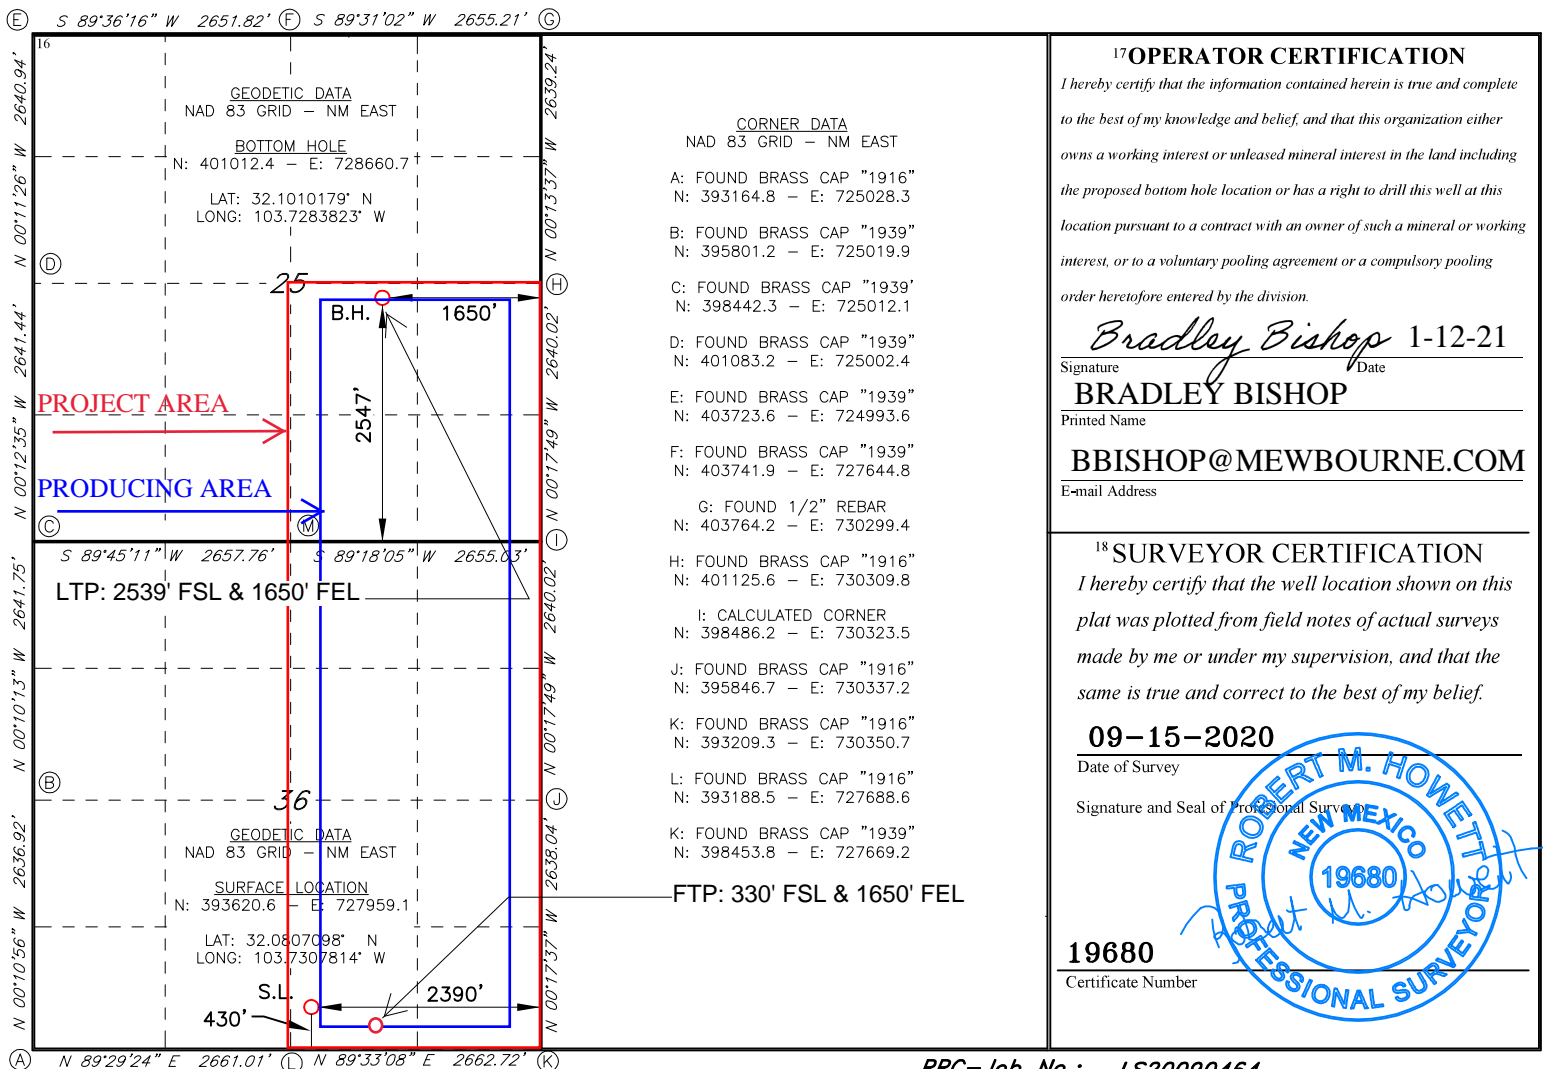 E S 89°36'16" W 2651.82' F S 89°31'02" W 2655.21' G
16
N 00°11'26" W 2640.94'
N 00°13'37" W 2639.24'
GEODETIC DATA
NAD 83 GRID – NM EAST
BOTTOM HOLE
N: 401012.4 – E: 728660.7
LAT: 32.1010179° N
LONG: 103.7283823° W
D
25
H
B.H.
1650'
2547'
N 00°12'35" W 2641.44'
N 00°17'49" W 2640.02'
PROJECT AREA
PRODUCING AREA
C
M
I
S 89°45'11" W 2657.76' S 89°18'05" W 2655.03'
LTP: 2539' FSL & 1650' FEL
N 00°10'13" W 2641.75'
N 00°17'49" W 2640.02'
B
36
J
GEODETIC DATA
NAD 83 GRID – NM EAST
SURFACE LOCATION
N: 393620.6 – E: 727959.1
LAT: 32.0807098° N
LONG: 103.7307814° W
N 00°10'56" W 2636.92'
N 00°17'37" W 2638.04'
S.L.
2390'
430'
A N 89°29'24" E 2661.01' L N 89°33'08" E 2662.72' K
CORNER DATA
NAD 83 GRID – NM EAST
A: FOUND BRASS CAP "1916"
N: 393164.8 – E: 725028.3
B: FOUND BRASS CAP "1939"
N: 395801.2 – E: 725019.9
C: FOUND BRASS CAP "1939'
N: 398442.3 – E: 725012.1
D: FOUND BRASS CAP "1939"
N: 401083.2 – E: 725002.4
E: FOUND BRASS CAP "1939"
N: 403723.6 – E: 724993.6
F: FOUND BRASS CAP "1939"
N: 403741.9 – E: 727644.8
G: FOUND 1/2" REBAR
N: 403764.2 – E: 730299.4
H: FOUND BRASS CAP "1916"
N: 401125.6 – E: 730309.8
I: CALCULATED CORNER
N: 398486.2 – E: 730323.5
J: FOUND BRASS CAP "1916"
N: 395846.7 – E: 730337.2
K: FOUND BRASS CAP "1916"
N: 393209.3 – E: 730350.7
L: FOUND BRASS CAP "1916"
N: 393188.5 – E: 727688.6
K: FOUND BRASS CAP "1939"
N: 398453.8 – E: 727669.2
FTP: 330' FSL & 1650' FEL
17 OPERATOR CERTIFICATION
I hereby certify that the information contained herein is true and complete
to the best of my knowledge and belief, and that this organization either
owns a working interest or unleased mineral interest in the land including
the proposed bottom hole location or has a right to drill this well at this
location pursuant to a contract with an owner of such a mineral or working
interest, or to a voluntary pooling agreement or a compulsory pooling
order heretofore entered by the division.
Bradley Bishop 1-12-21
Signature Date
BRADLEY BISHOP
Printed Name
BBISHOP@MEWBOURNE.COM
E-mail Address
18 SURVEYOR CERTIFICATION
I hereby certify that the well location shown on this
plat was plotted from field notes of actual surveys
made by me or under my supervision, and that the
same is true and correct to the best of my belief.
09-15-2020
Date of Survey
Signature and Seal of Professional Surveyor
ROBERT M. HOWETT
NEW MEXICO
19680
PROFESSIONAL SURVEYOR
Robert M. Howett
19680
Certificate Number
RRC-Job No.: LS20090464